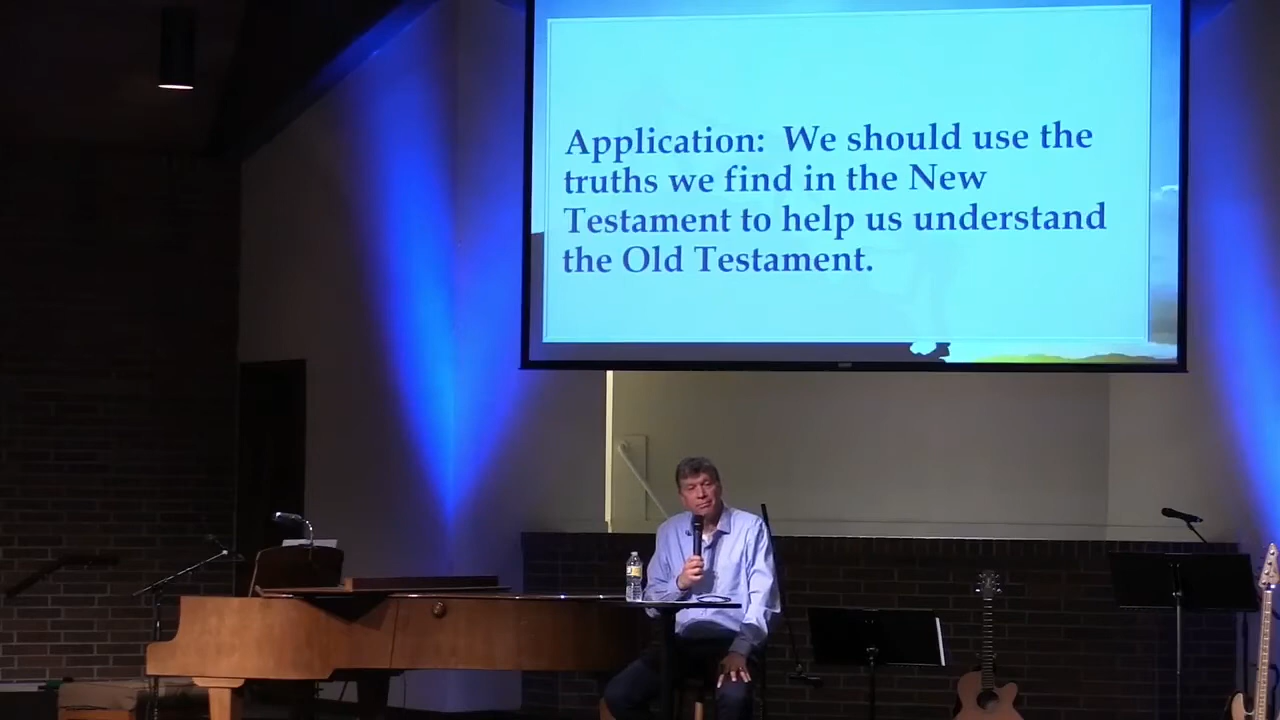 Application:  We should use the
truths we find in the New
Testament to help us understand
the Old Testament.